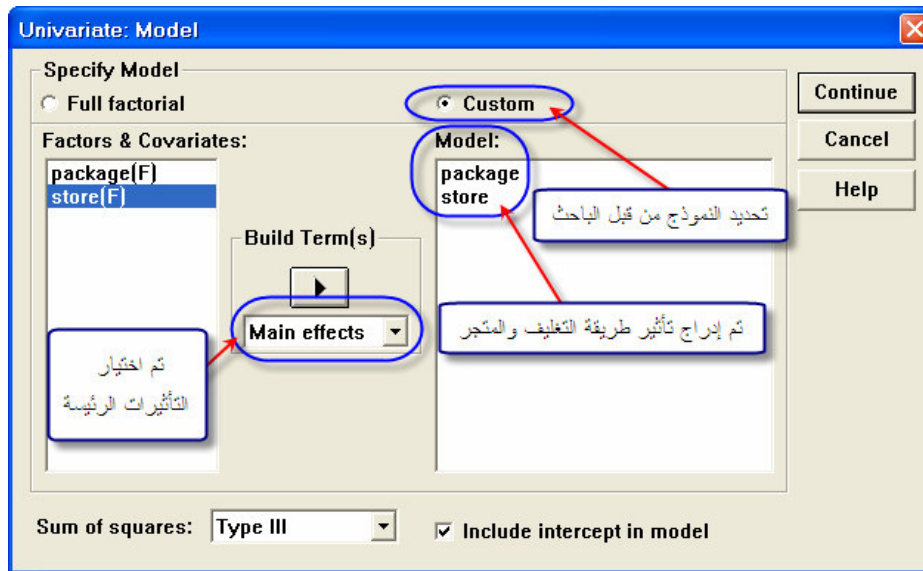 Univariate: Model
Specify Model
Full factorial
Custom
Continue
Cancel
Help
Factors & Covariates:
package(F)
store(F)
Build Term(s)
Main effects
Model:
package
store
تحديد النموذج من قبل الباحث
تم إدراج تأثير طريقة التغليف والمتجر
تم اختيار
التأثيرات الرئيسة
Sum of squares:
Type III
Include intercept in model